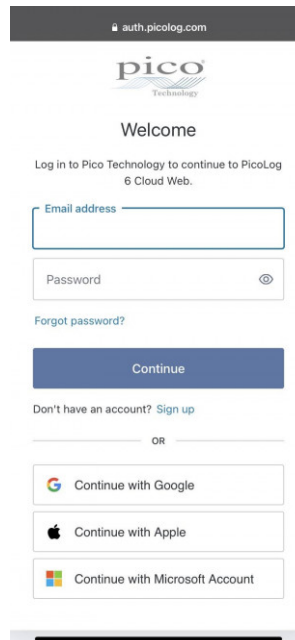 auth.picolog.com
pico
Technology
Welcome
Log in to Pico Technology to continue to PicoLog
6 Cloud Web.
Email address
Password
Forgot password?
Continue
Don't have an account? Sign up
OR
Continue with Google
Continue with Apple
Continue with Microsoft Account